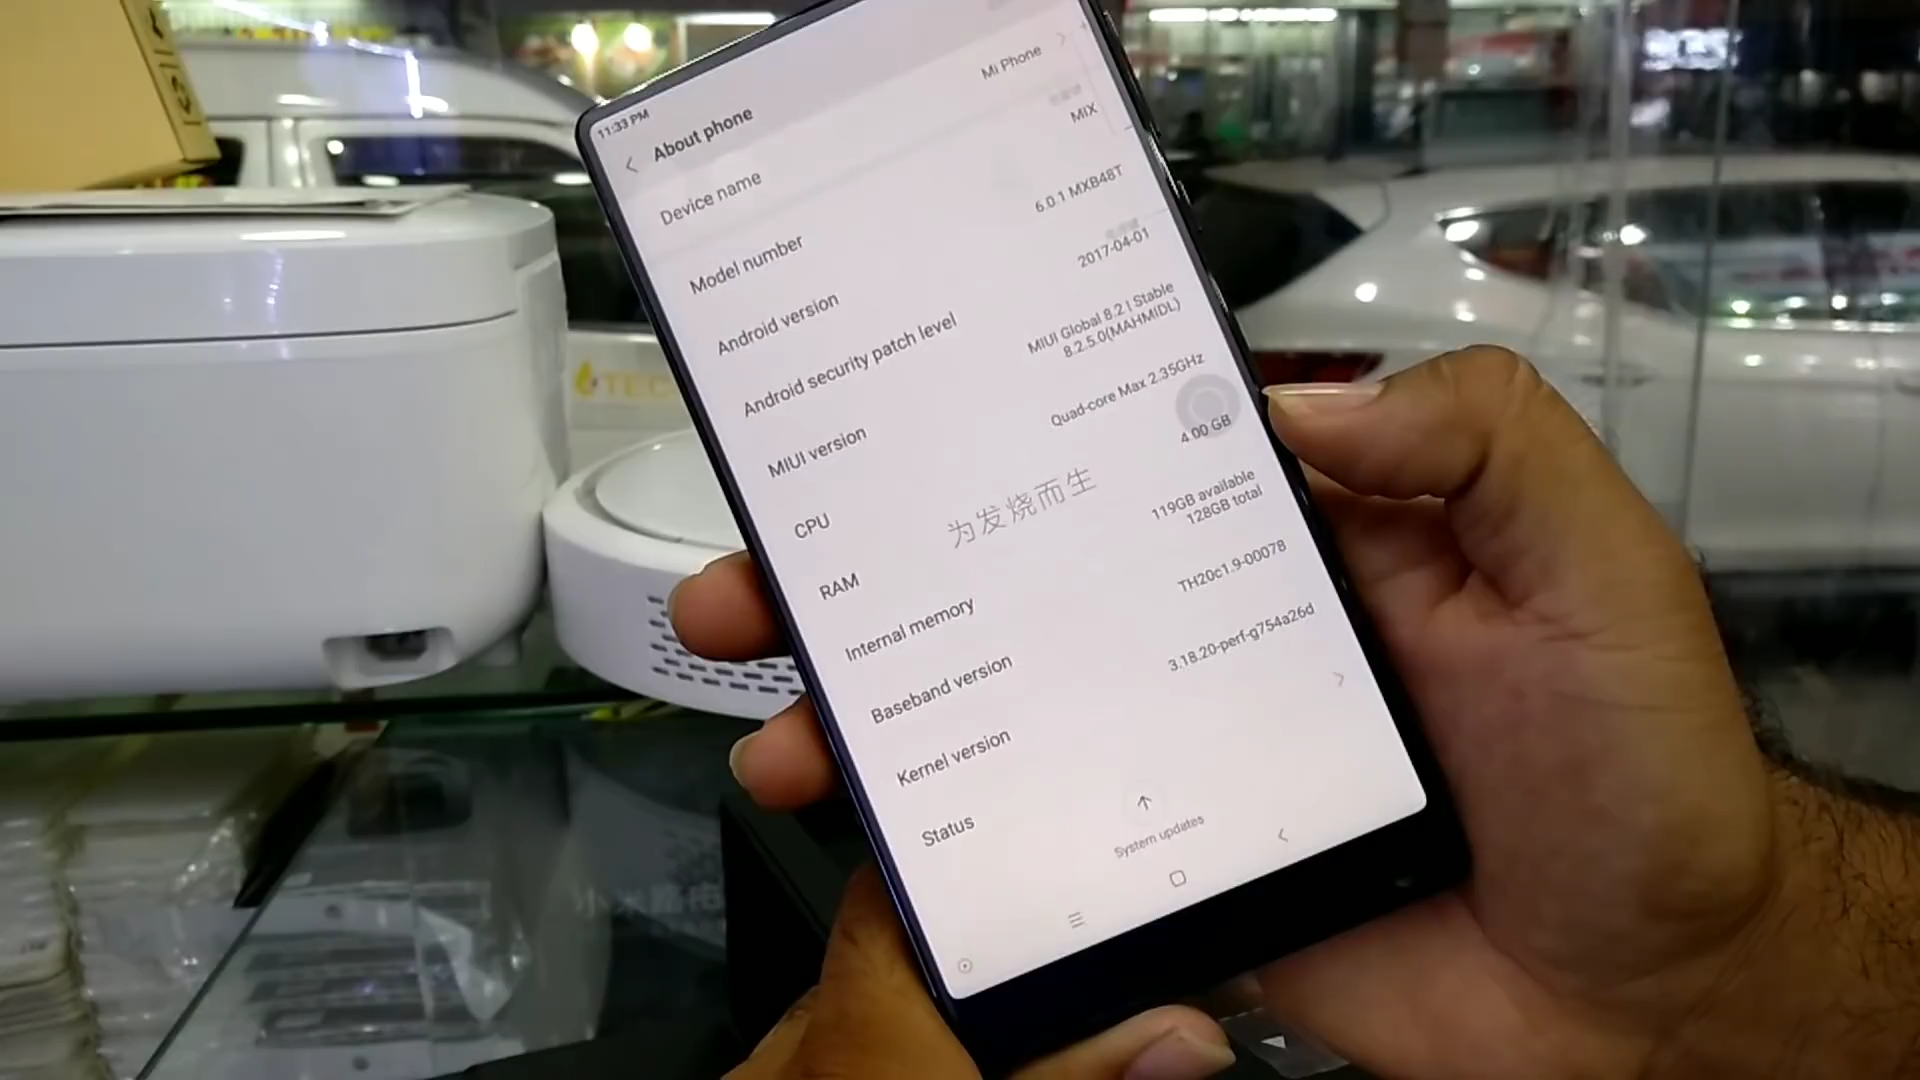 11:33 PM
About phone
Device name
Mi Phone
Model number
MIX
Android version
6.0.1 MXB48T
Android security patch level
2017-04-01
MIUI version
MIUI Global 8.2 | Stable
8.2.5.0(MAHMIDL)
CPU
Quad-core Max 2.35GHz
RAM
4.00 GB
为发烧而生
Internal memory
119GB available
128GB total
Baseband version
TH20c1.9-00078
Kernel version
3.18.20-perf-g754a26d
Status
System updates
TEC